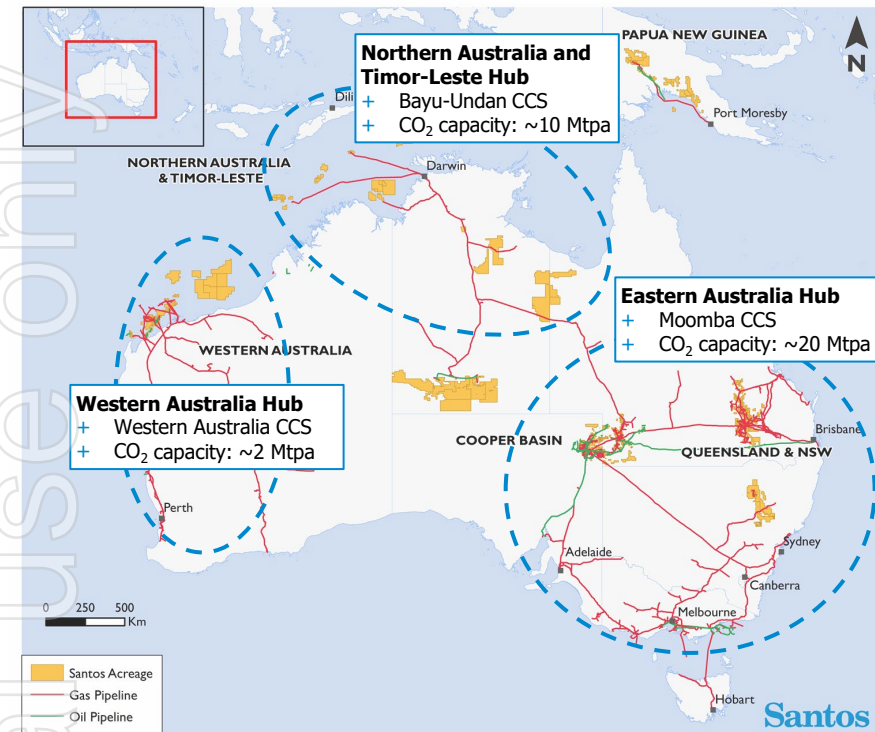 Northern Australia and
Timor-Leste Hub
+ Bayu-Undan CCS
+ CO₂ capacity: ~10 Mtpa
PAPUA NEW GUINEA
N
Dili
Port Moresby
NORTHERN AUSTRALIA
& TIMOR-LESTE
Darwin
Eastern Australia Hub
+ Moomba CCS
+ CO₂ capacity: ~20 Mtpa
WESTERN AUSTRALIA
Western Australia Hub
+ Western Australia CCS
+ CO₂ capacity: ~2 Mtpa
COOPER BASIN
Brisbane
QUEENSLAND & NSW
Perth
Sydney
Adelaide
Canberra
Melbourne
0 250 500
Km
Hobart
Santos Acreage
Gas Pipeline
Oil Pipeline
Santos
use only